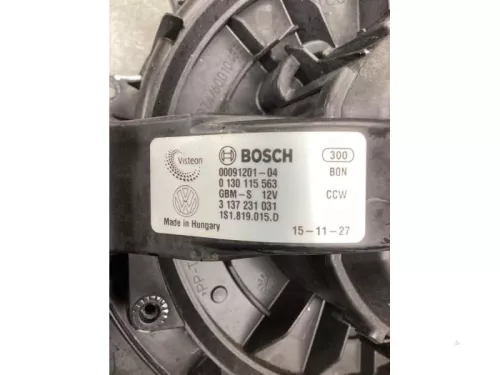 Visteon
BOSCH
300
00091201-04
BON
0 130 115 563
GBM-S 12V
CCW
3 137 231 031
1S1.819.015.D
Made in Hungary
15-11-27